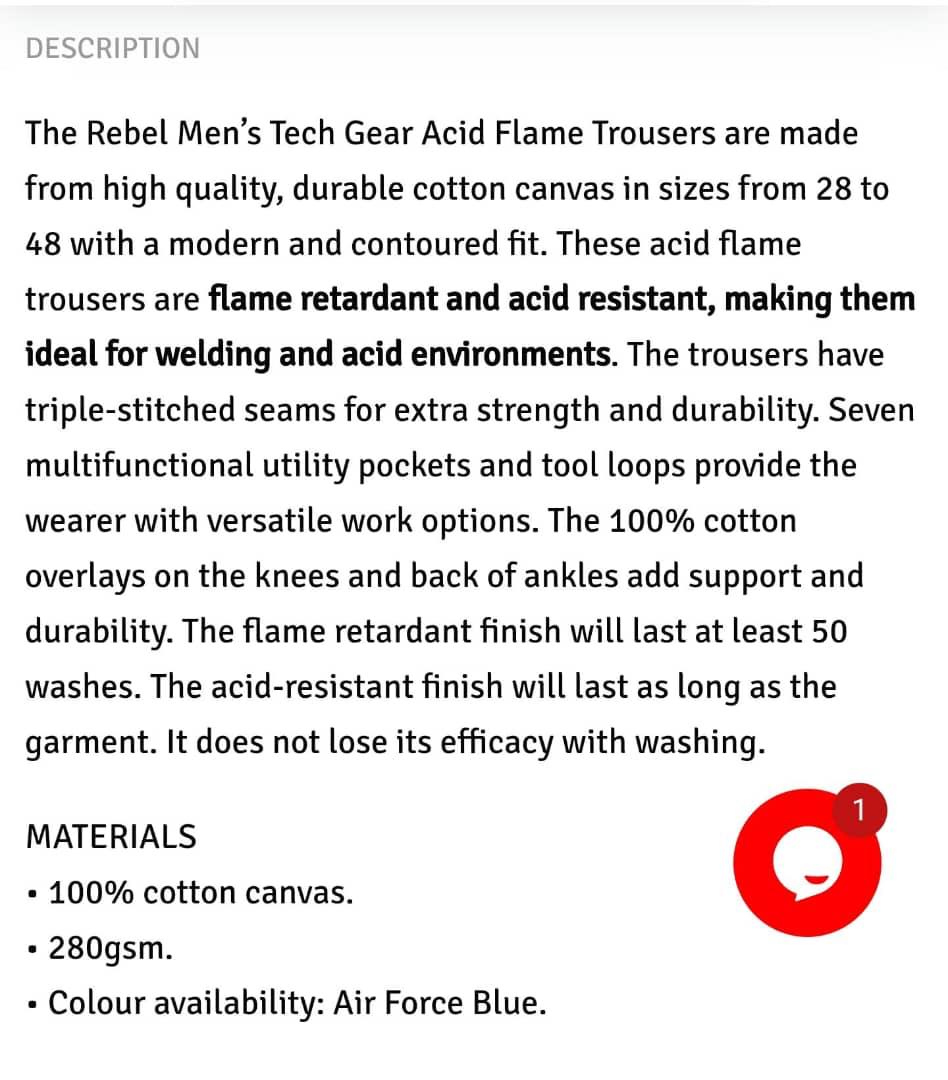 DESCRIPTION
The Rebel Men’s Tech Gear Acid Flame Trousers are made
from high quality, durable cotton canvas in sizes from 28 to
48 with a modern and contoured fit. These acid flame
trousers are flame retardant and acid resistant, making them
ideal for welding and acid environments. The trousers have
triple-stitched seams for extra strength and durability. Seven
multifunctional utility pockets and tool loops provide the
wearer with versatile work options. The 100% cotton
overlays on the knees and back of ankles add support and
durability. The flame retardant finish will last at least 50
washes. The acid-resistant finish will last as long as the
garment. It does not lose its efficacy with washing.
1
MATERIALS
• 100% cotton canvas.
• 280gsm.
• Colour availability: Air Force Blue.